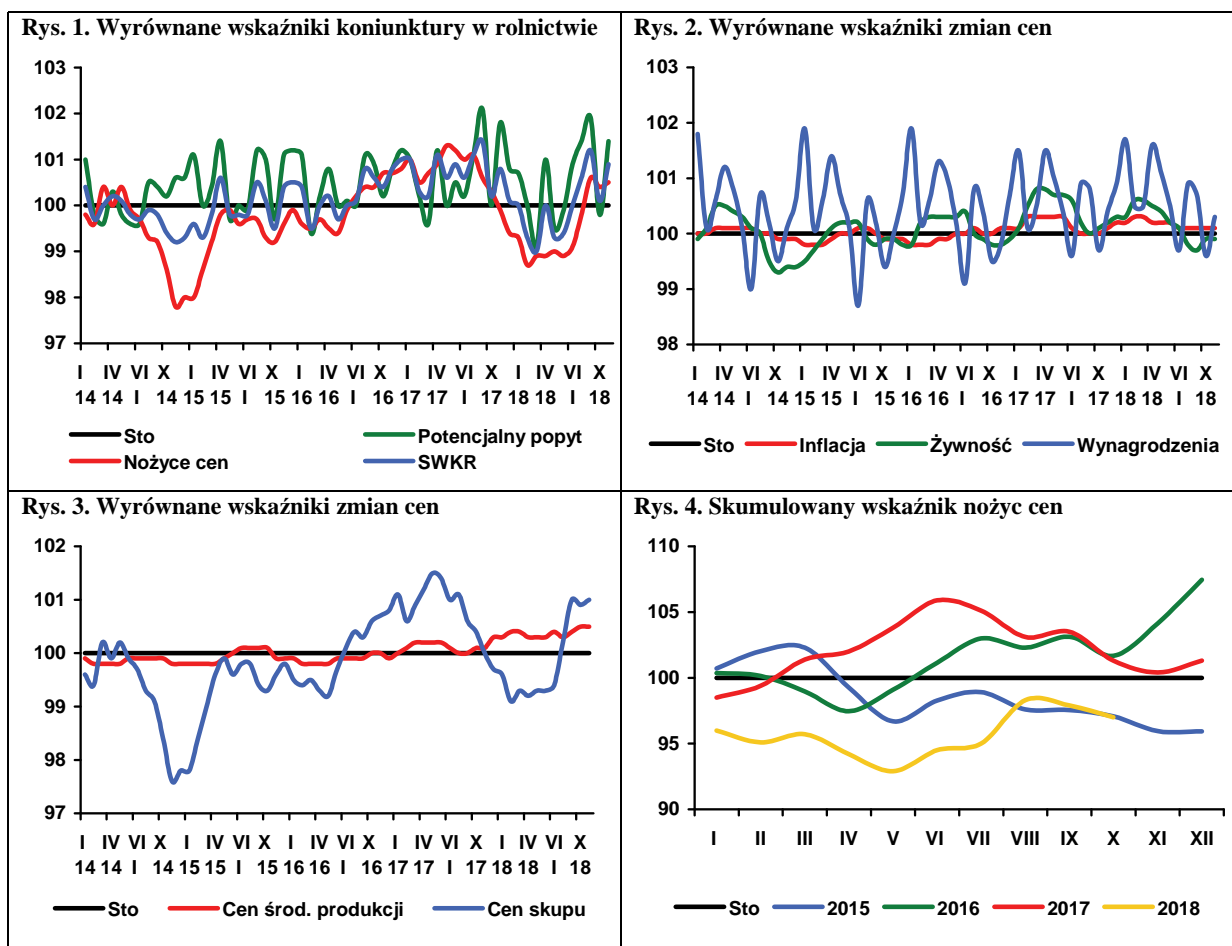 Rys. 1. Wyrównane wskaźniki koniunktury w rolnictwie
103
102
101
100
99
98
97
I IV VI X I IV VI X I IV VI X I IV VI X I IV VI X
14 14 I 14 15 15 I 15 16 16 I 16 17 17 I 17 18 18 I 18
Sto Potencjalny popyt
Nożyce cen SWKR
Rys. 2. Wyrównane wskaźniki zmian cen
103
102
101
100
99
98
I IV VI X I IV VI X I IV VI X I IV VI X I IV VI X
14 14 I 14 15 15 I 15 16 16 I 16 17 17 I 17 18 18 I 18
Sto Inflacja Żywność Wynagrodzenia
Rys. 3. Wyrównane wskaźniki zmian cen
102
101
100
99
98
97
I IV VI X I IV VI X I IV VI X I IV VI X I IV VI X
14 14 I 14 15 15 I 15 16 16 I 16 17 17 I 17 18 18 I 18
Sto Cen środ. produkcji Cen skupu
Rys. 4. Skumulowany wskaźnik nożyc cen
110
105
100
95
90
I II III IV V VI VII VIII IX X XI XII
Sto 2015 2016 2017 2018